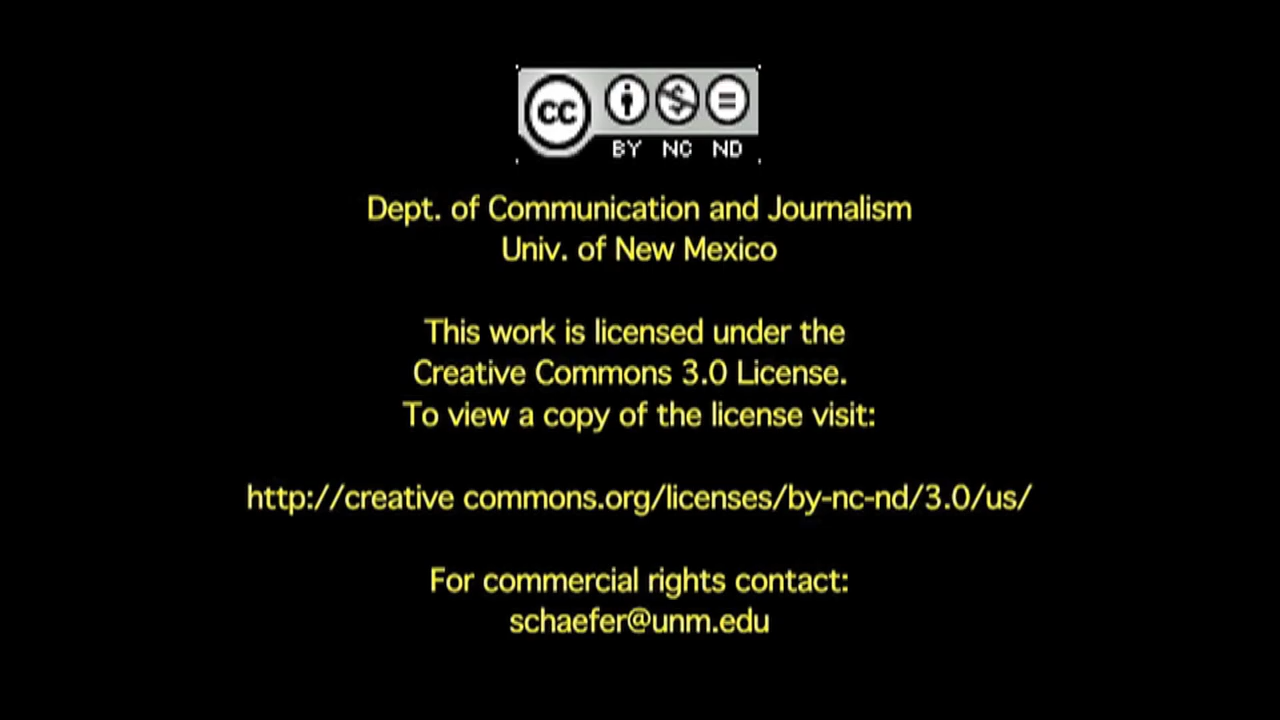 cc
BY NC ND
Dept. of Communication and Journalism
Univ. of New Mexico
This work is licensed under the
Creative Commons 3.0 License.
To view a copy of the license visit:
http://creative commons.org/licenses/by-nc-nd/3.0/us/
For commercial rights contact:
schaefer@unm.edu